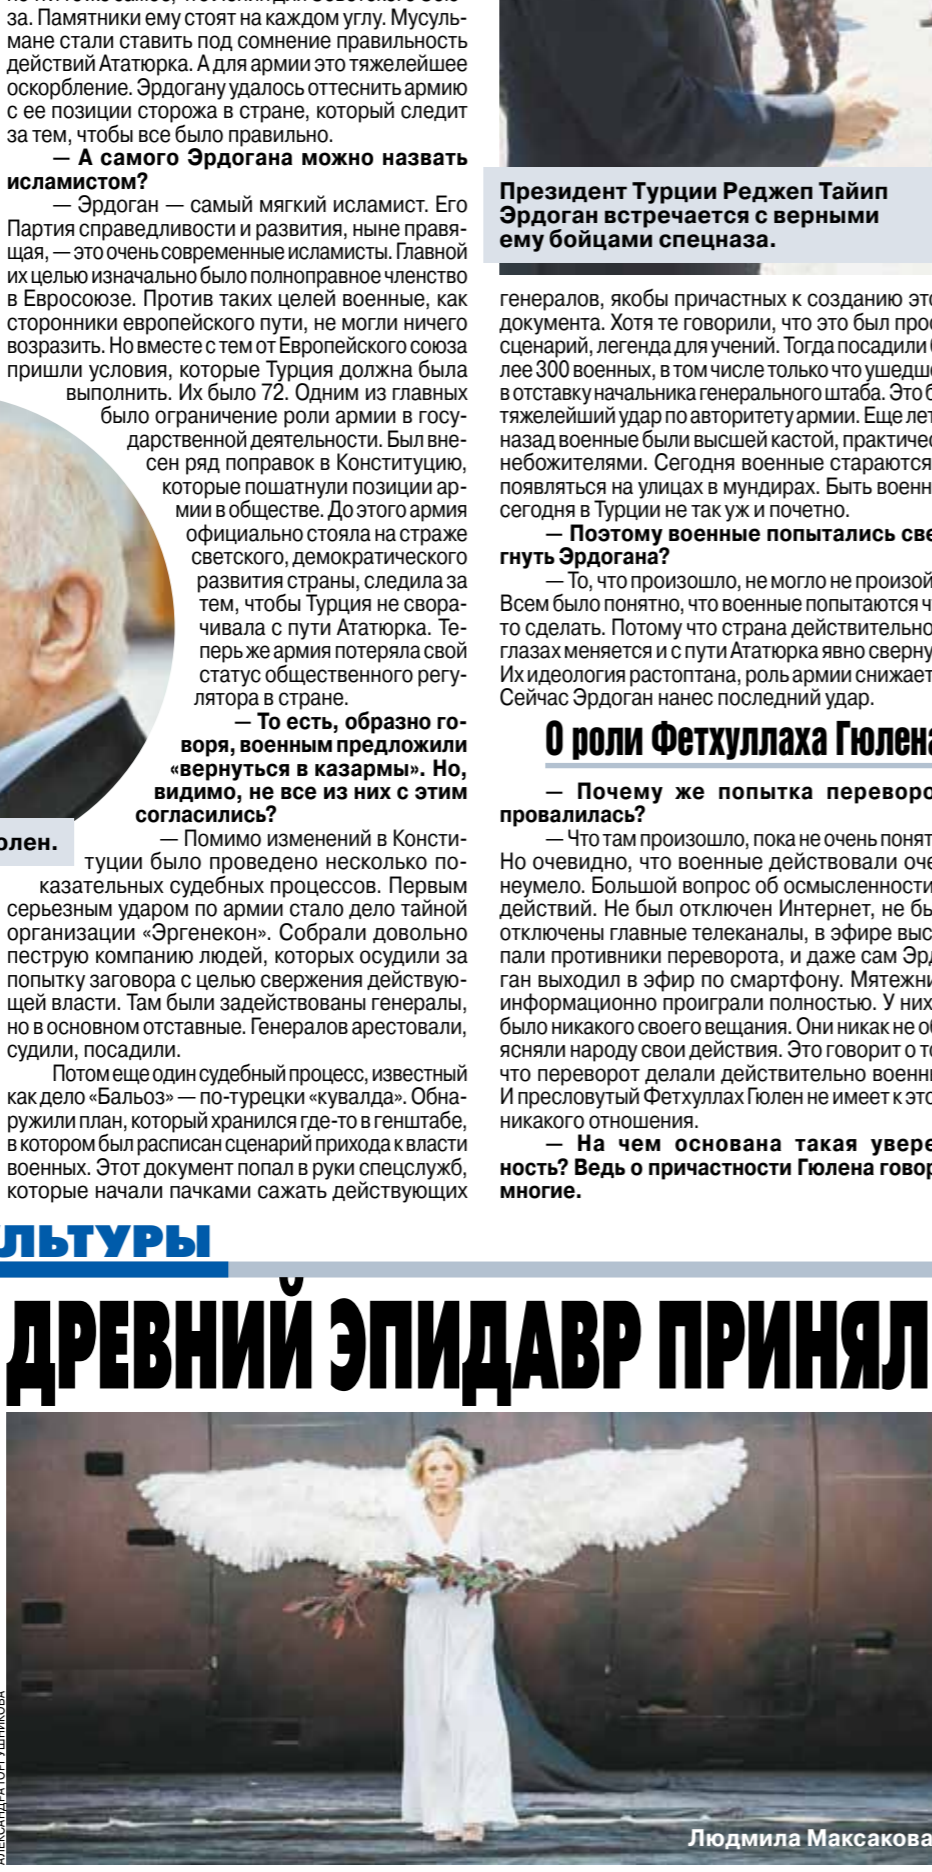 за. Памятники ему стоят на каждом углу. Мусуль-
мане стали ставить под сомнение правильность
действий Ататюрка. А для армии это тяжелейшее
оскорбление. Эрдогану удалось оттеснить армию
с ее позиции сторожа в стране, который следит
за тем, чтобы все было правильно.
— А самого Эрдогана можно назвать
исламистом?
— Эрдоган — самый мягкий исламист. Его
Партия справедливости и развития, ныне правя-
щая, — это очень современные исламисты. Главной
их целью изначально было полноправное членство
в Евросоюзе. Против таких целей военные, как
сторонники европейского пути, не могли ничего
возразить. Но вместе с тем от Европейского союза
пришли условия, которые Турция должна была
выполнить. Их было 72. Одним из главных
было ограничение роли армии в госу-
дарственной деятельности. Был вне-
сен ряд поправок в Конституцию,
которые пошатнули позиции ар-
мии в обществе. До этого армия
официально стояла на страже
светского, демократического
развития страны, следила за
тем, чтобы Турция не свора-
чивала с пути Ататюрка. Те-
перь же армия потеряла свой
статус общественного регу-
лятора в стране.
— То есть, образно го-
воря, военным предложили
«вернуться в казармы». Но,
видимо, не все из них с этим
согласились?
олен.
— Помимо изменений в Консти-
туции было проведено несколько по-
казательных судебных процессов. Первым
серьезным ударом по армии стало дело тайной
организации «Эргенекон». Собрали довольно
пеструю компанию людей, которых осудили за
попытку заговора с целью свержения действую-
щей власти. Там были задействованы генералы,
но в основном отставные. Генералов арестовали,
судили, посадили.
Потом еще один судебный процесс, известный
как дело «Бальоз» — по-турецки «кувалда». Обна-
ружили план, который хранился где-то в генштабе,
в котором был расписан сценарий прихода к власти
военных. Этот документ попал в руки спецслужб,
которые начали пачками сажать действующих
Президент Турции Реджеп Тайип
Эрдоган встречается с верными
ему бойцами спецназа.
генералов, якобы причастных к созданию это
документа. Хотя те говорили, что это был прос
сценарий, легенда для учений. Тогда посадили б
лее 300 военных, в том числе только что ушедше
в отставку начальника генерального штаба. Это б
тяжелейший удар по авторитету армии. Еще лет
назад военные были высшей кастой, практичес
небожителями. Сегодня военные стараются
появляться на улицах в мундирах. Быть военн
сегодня в Турции не так уж и почетно.
— Поэтому военные попытались све
гнуть Эрдогана?
— То, что произошло, не могло не произой
Всем было понятно, что военные попытаются ч
то сделать. Потому что страна действительно
глазах меняется и с пути Ататюрка явно сверну
Их идеология растоптана, роль армии снижает
Сейчас Эрдоган нанес последний удар.
О роли Фетхуллаха Гюлена
— Почему же попытка переворо
провалилась?
— Что там произошло, пока не очень понят
Но очевидно, что военные действовали оче
неумело. Большой вопрос об осмысленности
действий. Не был отключен Интернет, не бы
отключены главные телеканалы, в эфире выс
пали противники переворота, и даже сам Эрд
ган выходил в эфир по смартфону. Мятежни
информационно проиграли полностью. У них
было никакого своего вещания. Они никак не об
ясняли народу свои действия. Это говорит о то
что переворот делали действительно военн
И пресловутый Фетхуллах Гюлен не имеет к это
никакого отношения.
— На чем основана такая увере
ность? Ведь о причастности Гюлена говор
многие.
ЛЬТУРЫ
ДРЕВНИЙ ЭПИДАВР ПРИНЯЛ
АЛЕКСАНДРА ТОРГУШНИКОВА
Людмила Максакова